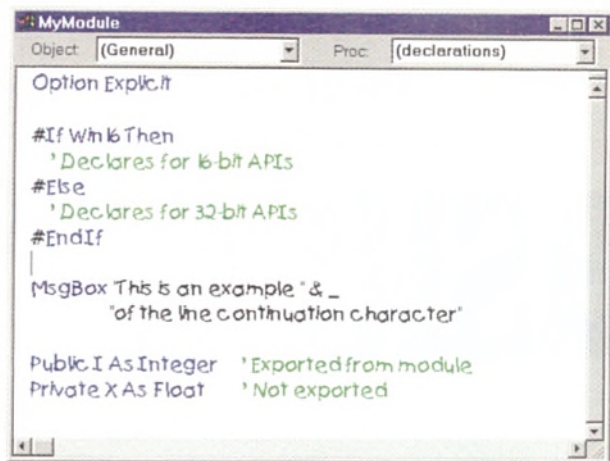 MyModule
Object: (General) Proc: (declarations)
Option Explicit
#If Win16 Then
' Declares for 16-bit APIs
#Else
' Declares for 32-bit APIs
#EndIf
MsgBox "This is an example " & _
"of the line continuation character"
Public I As Integer ' Exported from module
Private X As Float ' Not exported